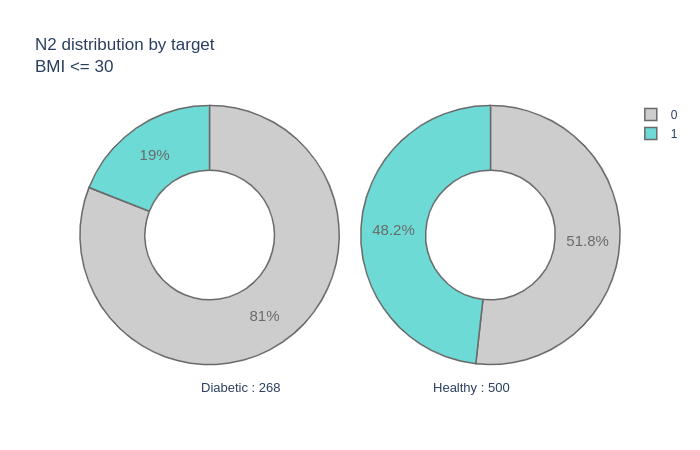 N2 distribution by target
BMI <= 30
0
1
19%
81%
48.2%
51.8%
Diabetic : 268
Healthy : 500